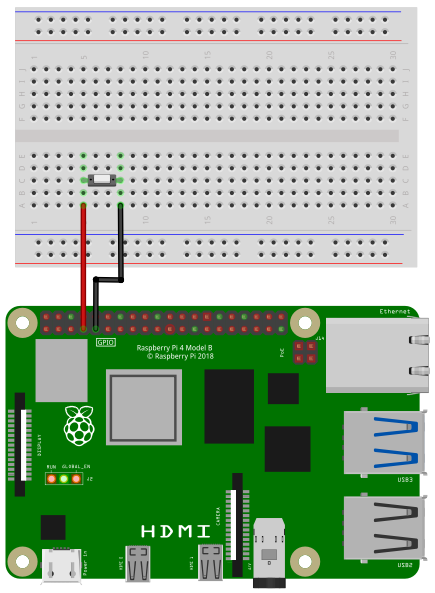 1 5 10 15 20 25 30
J J
I I
H H
G G
F F
E E
D D
C C
B B
A A
1 5 10 15 20 25 30
Ethernet
GPIO
Raspberry Pi 4 Model B
© Raspberry Pi 2018
J14
PoE
DISPLAY
RUN GLOBAL_EN
J2
USB3
CAMERA
HDMI
Power in
HDMI 0
HDMI 1
A/V
USB2